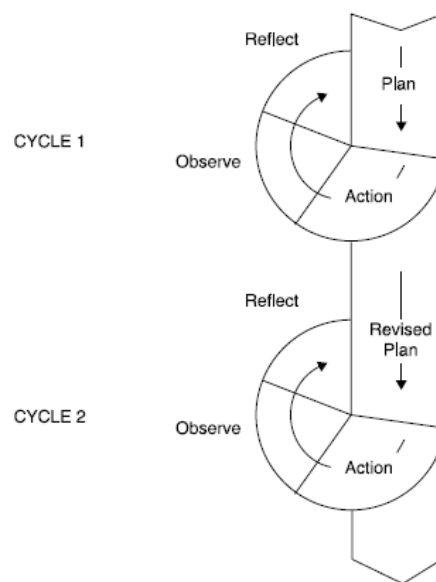 Reflect
Plan
CYCLE 1
Observe
Action
Reflect
Revised
Plan
CYCLE 2
Observe
Action